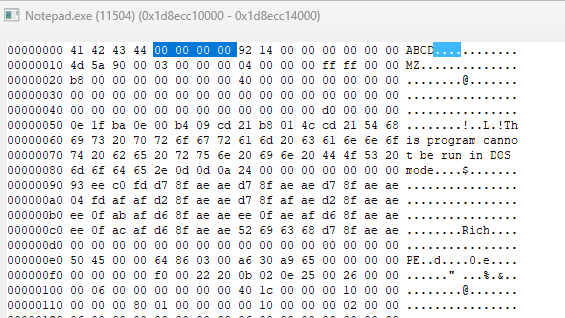 Notepad.exe (11504) (0x1d8ecc10000 - 0x1d8ecc14000)
00000000 41 42 43 44 00 00 00 00 92 14 00 00 00 00 00 00 ABCD............
00000010 4d 5a 90 00 03 00 00 00 04 00 00 00 ff ff 00 00 MZ..............
00000020 b8 00 00 00 00 00 00 00 40 00 00 00 00 00 00 00 ........@.......
00000030 00 00 00 00 00 00 00 00 00 00 00 00 00 00 00 00 ................
00000040 00 00 00 00 00 00 00 00 00 00 00 00 d0 00 00 00 ................
00000050 0e 1f ba 0e 00 b4 09 cd 21 b8 01 4c cd 21 54 68 ........!..L.!Th
00000060 69 73 20 70 72 6f 67 72 61 6d 20 63 61 6e 6e 6f is program canno
00000070 74 20 62 65 20 72 75 6e 20 69 6e 20 44 4f 53 20 t be run in DOS
00000080 6d 6f 64 65 2e 0d 0d 0a 24 00 00 00 00 00 00 00 mode....$.......
00000090 93 ee c0 fd d7 8f ae ae d7 8f ae ae d7 8f ae ae ................
000000a0 04 fd af af d2 8f ae ae d7 8f af ae d2 8f ae ae ................
000000b0 ee 0f ab af d6 8f ae ae ee 0f ae af d6 8f ae ae ................
000000c0 ee 0f ac af d6 8f ae ae 52 69 63 68 d7 8f ae ae ........Rich....
000000d0 00 00 00 00 00 00 00 00 00 00 00 00 00 00 00 00 ................
000000e0 50 45 00 00 64 86 03 00 a6 30 a9 65 00 00 00 00 PE..d....0.e....
000000f0 00 00 00 00 f0 00 22 20 0b 02 0e 25 00 26 00 00 ......" ...%.&..
00000100 00 06 00 00 00 00 00 00 40 1c 00 00 00 10 00 00 ........@.......
00000110 00 00 00 80 01 00 00 00 00 10 00 00 00 02 00 00 ................